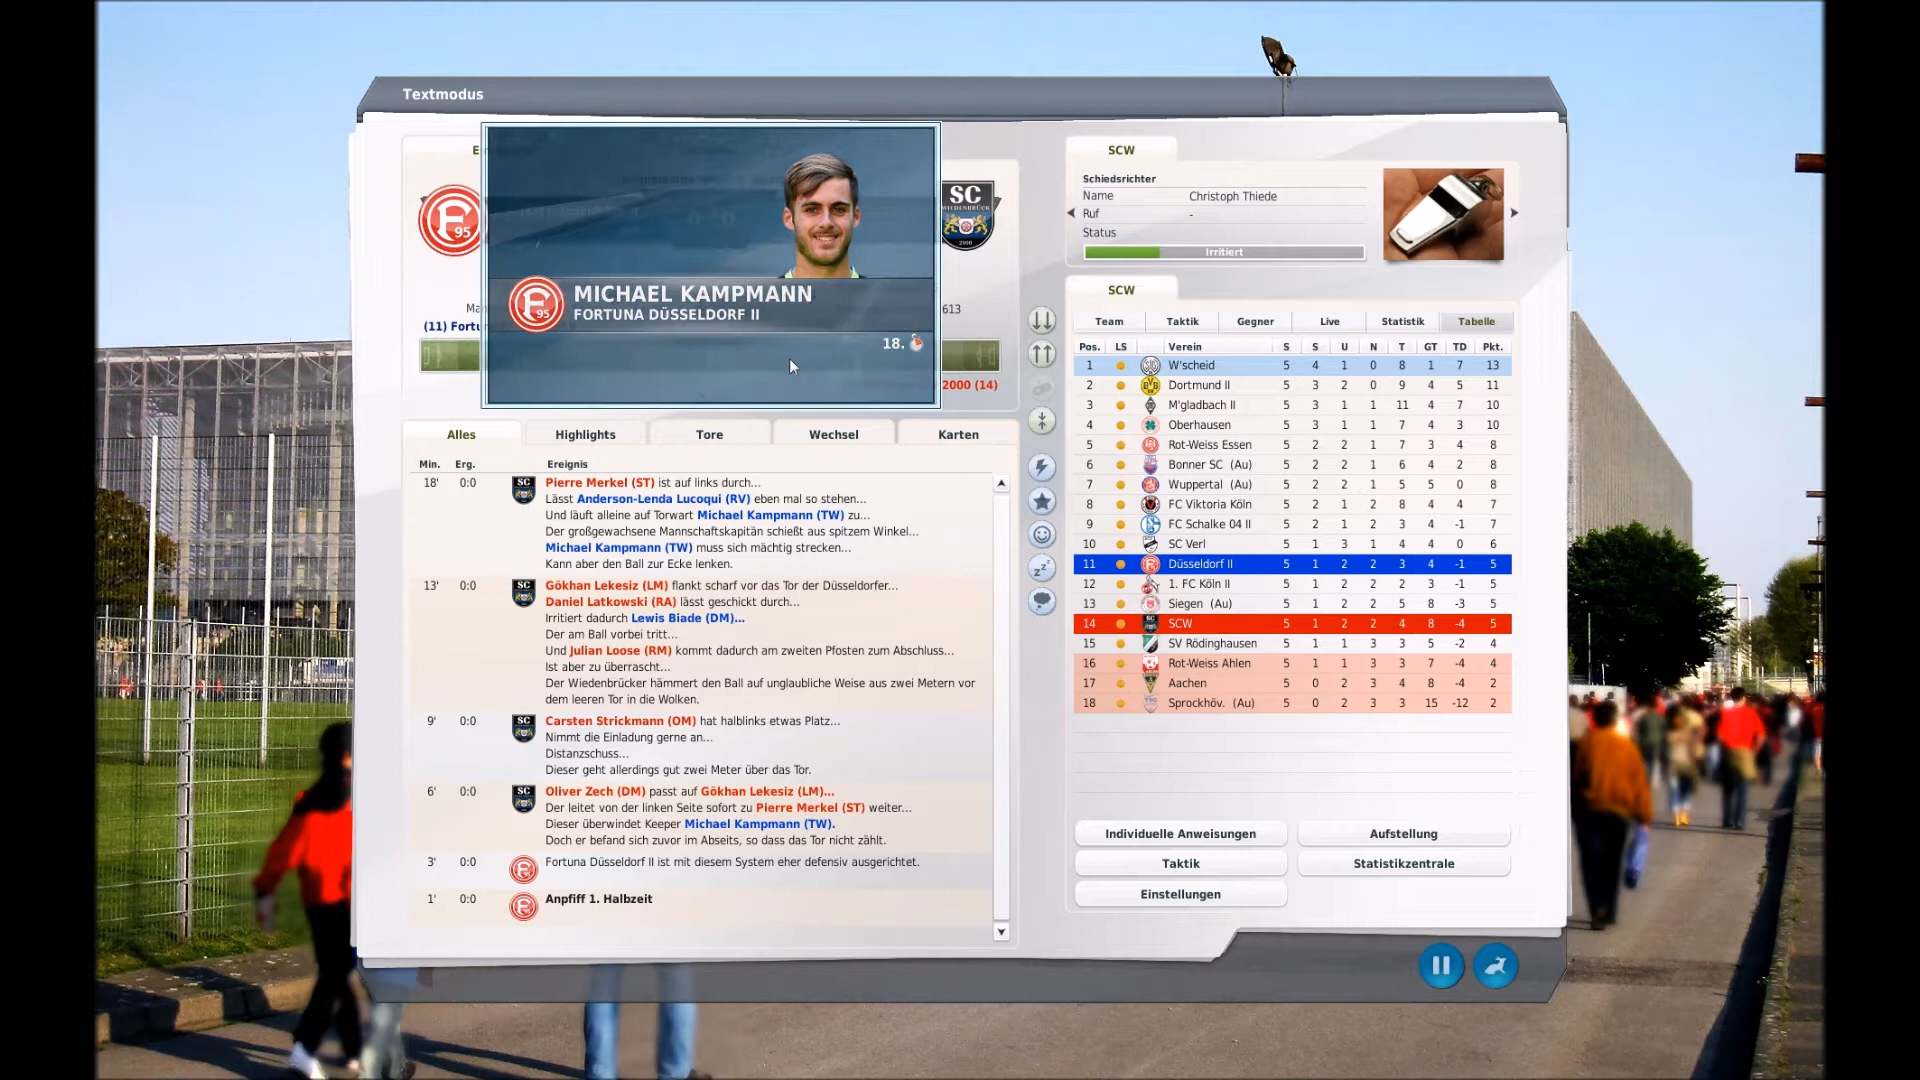 Textmodus
MICHAEL KAMPMANN
FORTUNA DÜSSELDORF II
18.
95
95
SC
WIEDENBRÜCK
2000
613
(11) Fortu
2000 (14)
Alles Highlights Tore Wechsel Karten
Min. Erg. Ereignis
18' 0:0 Pierre Merkel (ST) ist auf links durch...
Lässt Anderson-Lenda Lucoqui (RV) eben mal so stehen...
Und läuft alleine auf Torwart Michael Kampmann (TW) zu...
Der großgewachsene Mannschaftskapitän schießt aus spitzem Winkel...
Michael Kampmann (TW) muss sich mächtig strecken...
Kann aber den Ball zur Ecke lenken.
13' 0:0 Gökhan Lekesiz (LM) flankt scharf vor das Tor der Düsseldorfer...
Daniel Latkowski (RA) lässt geschickt durch...
Irritiert dadurch Lewis Biade (DM)...
Der am Ball vorbei tritt...
Und Julian Loose (RM) kommt dadurch am zweiten Pfosten zum Abschluss...
Ist aber zu überrascht...
Der Wiedenbrücker hämmert den Ball auf unglaubliche Weise aus zwei Metern vor
dem leeren Tor in die Wolken.
9' 0:0 Carsten Strickmann (OM) hat halblinks etwas Platz...
Nimmt die Einladung gerne an...
Distanzschuss...
Dieser geht allerdings gut zwei Meter über das Tor.
6' 0:0 Oliver Zech (DM) passt auf Gökhan Lekesiz (LM)...
Der leitet von der linken Seite sofort zu Pierre Merkel (ST) weiter...
Dieser überwindet Keeper Michael Kampmann (TW).
Doch er befand sich zuvor im Abseits, so dass das Tor nicht zählt.
3' 0:0 Fortuna Düsseldorf II ist mit diesem System eher defensiv ausgerichtet.
1' 0:0 Anpfiff 1. Halbzeit
SCW
Schiedsrichter
Name Christoph Thiede
Ruf -
Status
Irritiert
SCW
Team Taktik Gegner Live Statistik Tabelle
Pos. LS Verein S S U N T GT TD Pkt.
1 W'scheid 5 4 1 0 8 1 7 13
2 Dortmund II 5 3 2 0 9 4 5 11
3 M'gladbach II 5 3 1 1 11 4 7 10
4 Oberhausen 5 3 1 1 7 4 3 10
5 Rot-Weiss Essen 5 2 2 1 7 3 4 8
6 Bonner SC (Au) 5 2 2 1 6 4 2 8
7 Wuppertal (Au) 5 2 2 1 5 5 0 8
8 FC Viktoria Köln 5 2 1 2 8 4 4 7
9 FC Schalke 04 II 5 2 1 2 3 4 -1 7
10 SC Verl 5 1 3 1 4 4 0 6
11 Düsseldorf II 5 1 2 2 3 4 -1 5
12 1. FC Köln II 5 1 2 2 2 3 -1 5
13 Siegen (Au) 5 1 2 2 5 8 -3 5
14 SCW 5 1 2 2 4 8 -4 5
15 SV Rödinghausen 5 1 1 3 3 5 -2 4
16 Rot-Weiss Ahlen 5 1 1 3 3 7 -4 4
17 Aachen 5 0 2 3 4 8 -4 2
18 Sprockhöv. (Au) 5 0 2 3 3 15 -12 2
Individuelle Anweisungen Aufstellung
Taktik Statistikzentrale
Einstellungen